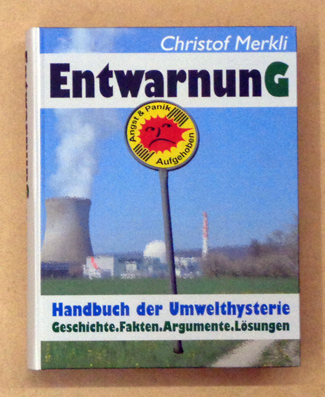 Christof Merkli
EntwarnunG
Angst & Panik
Aufgehoben
Handbuch der Umwelthysterie
Geschichte.Fakten.Argumente.Lösungen